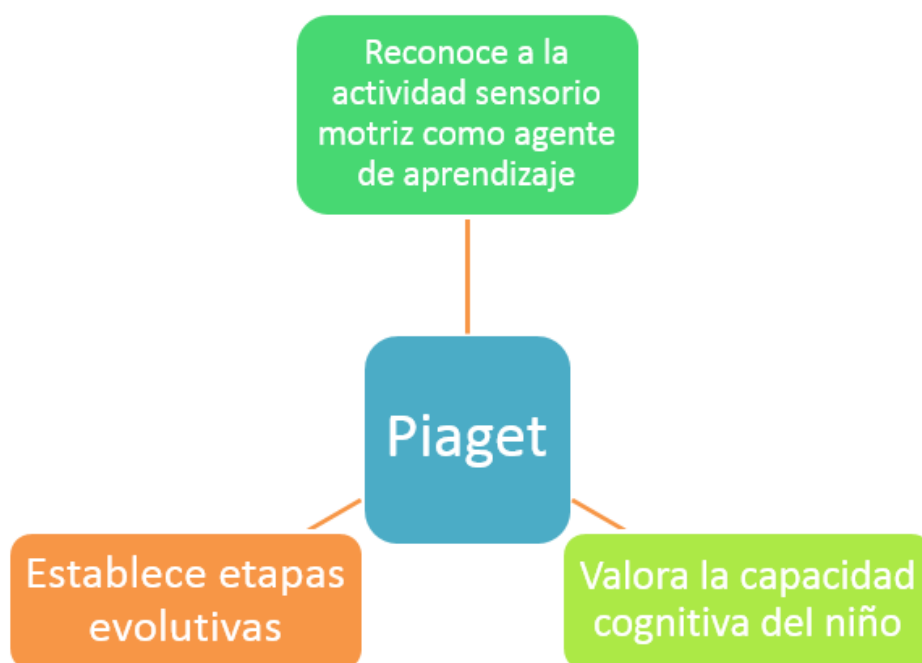 Reconoce a la
actividad sensorio
motriz como agente
de aprendizaje
Piaget
Establece etapas
evolutivas
Valora la capacidad
cognitiva del niño